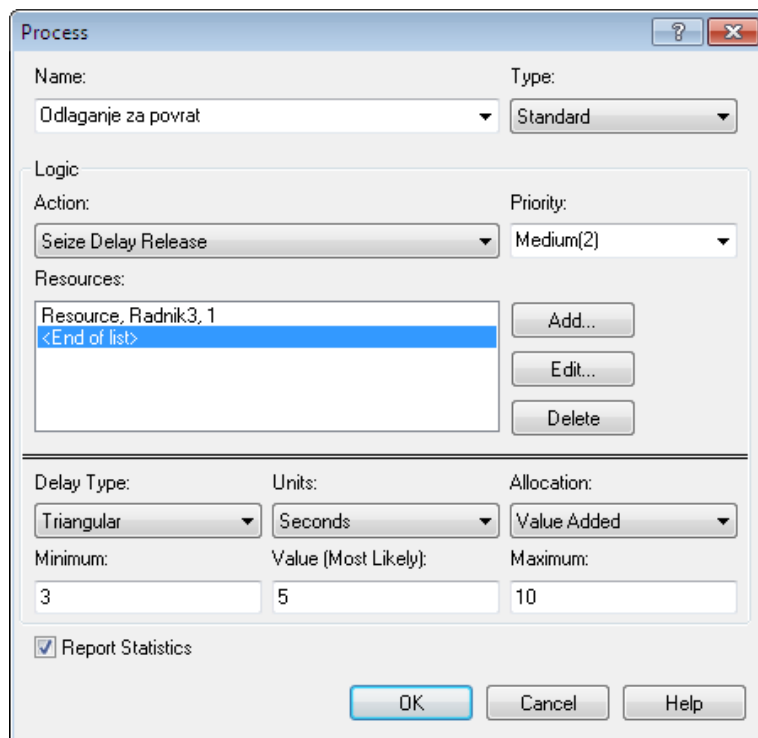 Process
Name: Type:
Odlaganje za povrat Standard
Logic
Action: Priority:
Seize Delay Release Medium(2)
Resources:
Resource, Radnik3, 1
<End of list>
Add...
Edit...
Delete
Delay Type: Units: Allocation:
Triangular Seconds Value Added
Minimum: Value (Most Likely): Maximum:
3 5 10
Report Statistics
OK Cancel Help